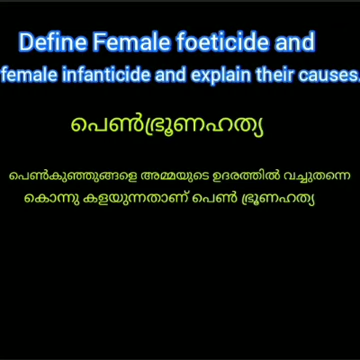 Define Female foeticide and
female infanticide and explain their causes.
പെൺഭ്രൂണഹത്യ
പെൺകുഞ്ഞുങ്ങളെ അമ്മയുടെ ഉദരത്തിൽ വച്ചുതന്നെ
കൊന്നു കളയുന്നതാണ് പെൺ ഭ്രൂണഹത്യ